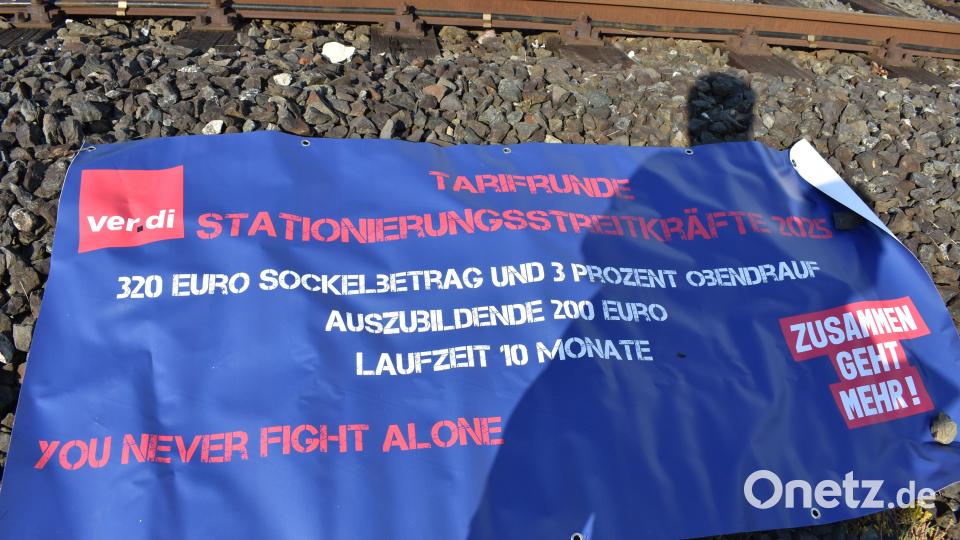 ver.di
TARIFRUNDE
STATIONIERUNGSSTREITKRÄFTE 2025
320 EURO SOCKELBETRAG UND 3 PROZENT OBENDRAUF
AUSZUBILDENDE 200 EURO
LAUFZEIT 10 MONATE
ZUSAMMEN
GEHT
MEHR!
YOU NEVER FIGHT ALONE
Onetz.de